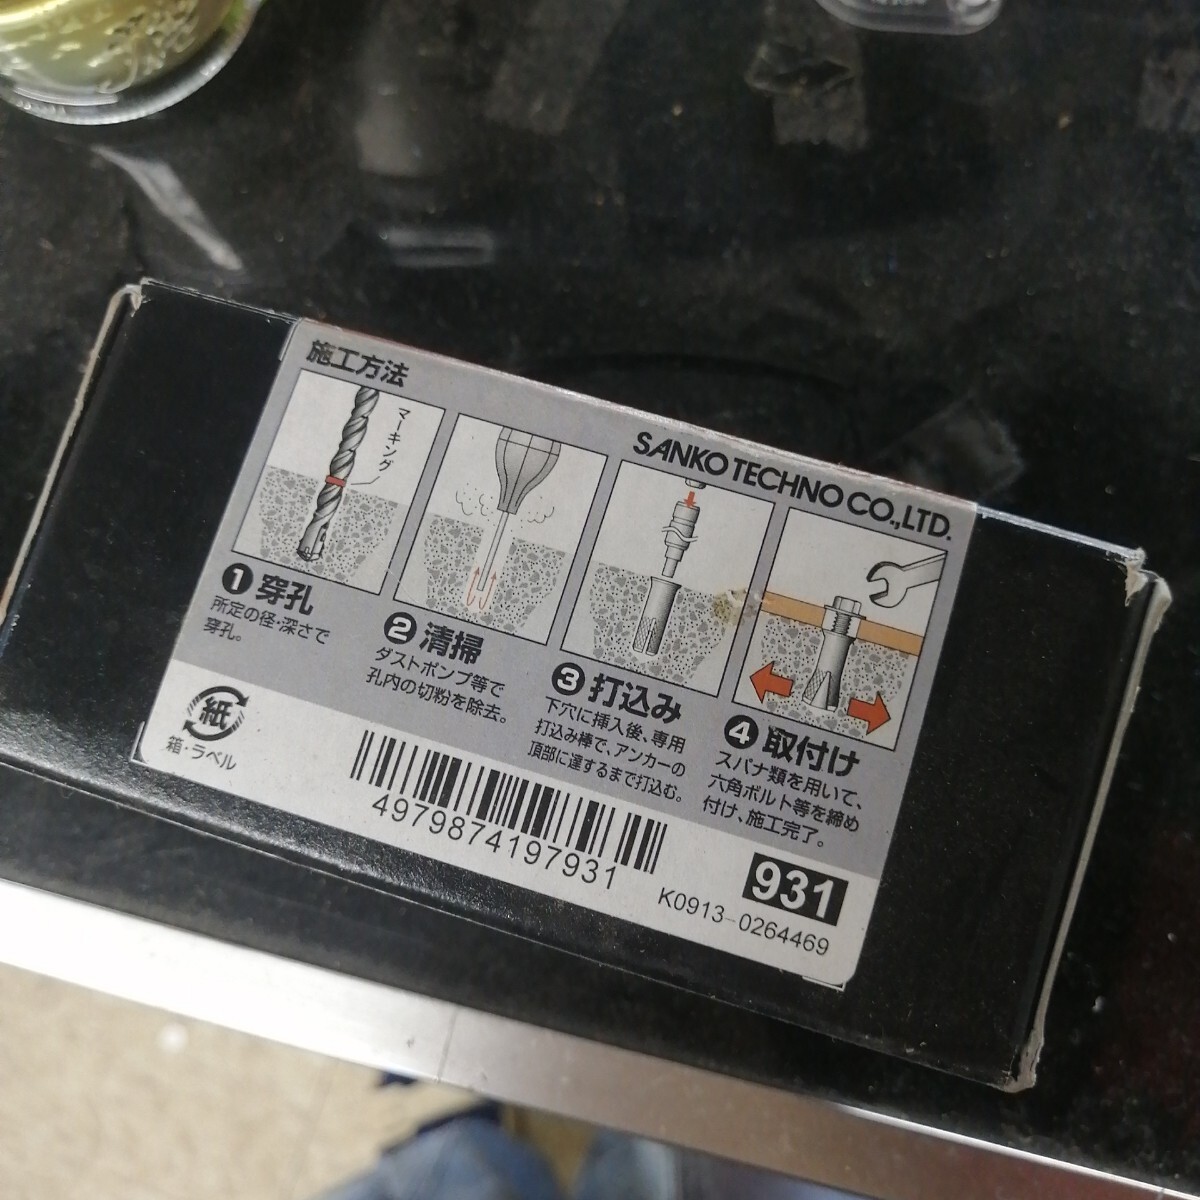 施工方法
SANKO TECHNO CO.,LTD.
マーキング
❶ 穿孔
所定の径・深さで
穿孔。
❷ 清掃
ダストポンプ等で
孔内の切粉を除去。
❸ 打込み
下穴に挿入後、専用
打込み棒で、アンカーの
頂部に達するまで打込む。
❹ 取付け
スパナ類を用いて、
六角ボルト等を締め
付け、施工完了。
紙
箱・ラベル
4979874197931
931
K0913-0264469